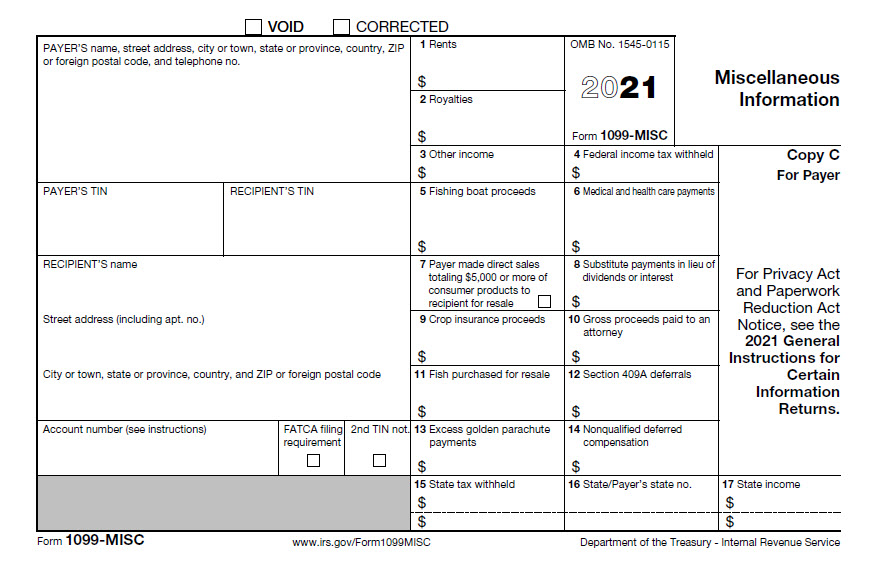 VOID CORRECTED
PAYER'S name, street address, city or town, state or province, country, ZIP
or foreign postal code, and telephone no.
1 Rents
$
2 Royalties
$
OMB No. 1545-0115
2021
Form 1099-MISC
Miscellaneous
Information
3 Other income
$
4 Federal income tax withheld
$
Copy C
For Payer
PAYER'S TIN
RECIPIENT'S TIN
5 Fishing boat proceeds
$
6 Medical and health care payments
$
RECIPIENT'S name
7 Payer made direct sales
totaling $5,000 or more of
consumer products to
recipient for resale
8 Substitute payments in lieu of
dividends or interest
$
For Privacy Act
and Paperwork
Reduction Act
Notice, see the
2021 General
Instructions for
Certain
Information
Returns.
Street address (including apt. no.)
9 Crop insurance proceeds
$
10 Gross proceeds paid to an
attorney
$
City or town, state or province, country, and ZIP or foreign postal code
11 Fish purchased for resale
$
12 Section 409A deferrals
$
Account number (see instructions)
FATCA filing
requirement
2nd TIN not.
13 Excess golden parachute
payments
$
14 Nonqualified deferred
compensation
$
15 State tax withheld
$
$
16 State/Payer's state no.
17 State income
$
$
Form 1099-MISC
www.irs.gov/Form1099MISC
Department of the Treasury - Internal Revenue Service